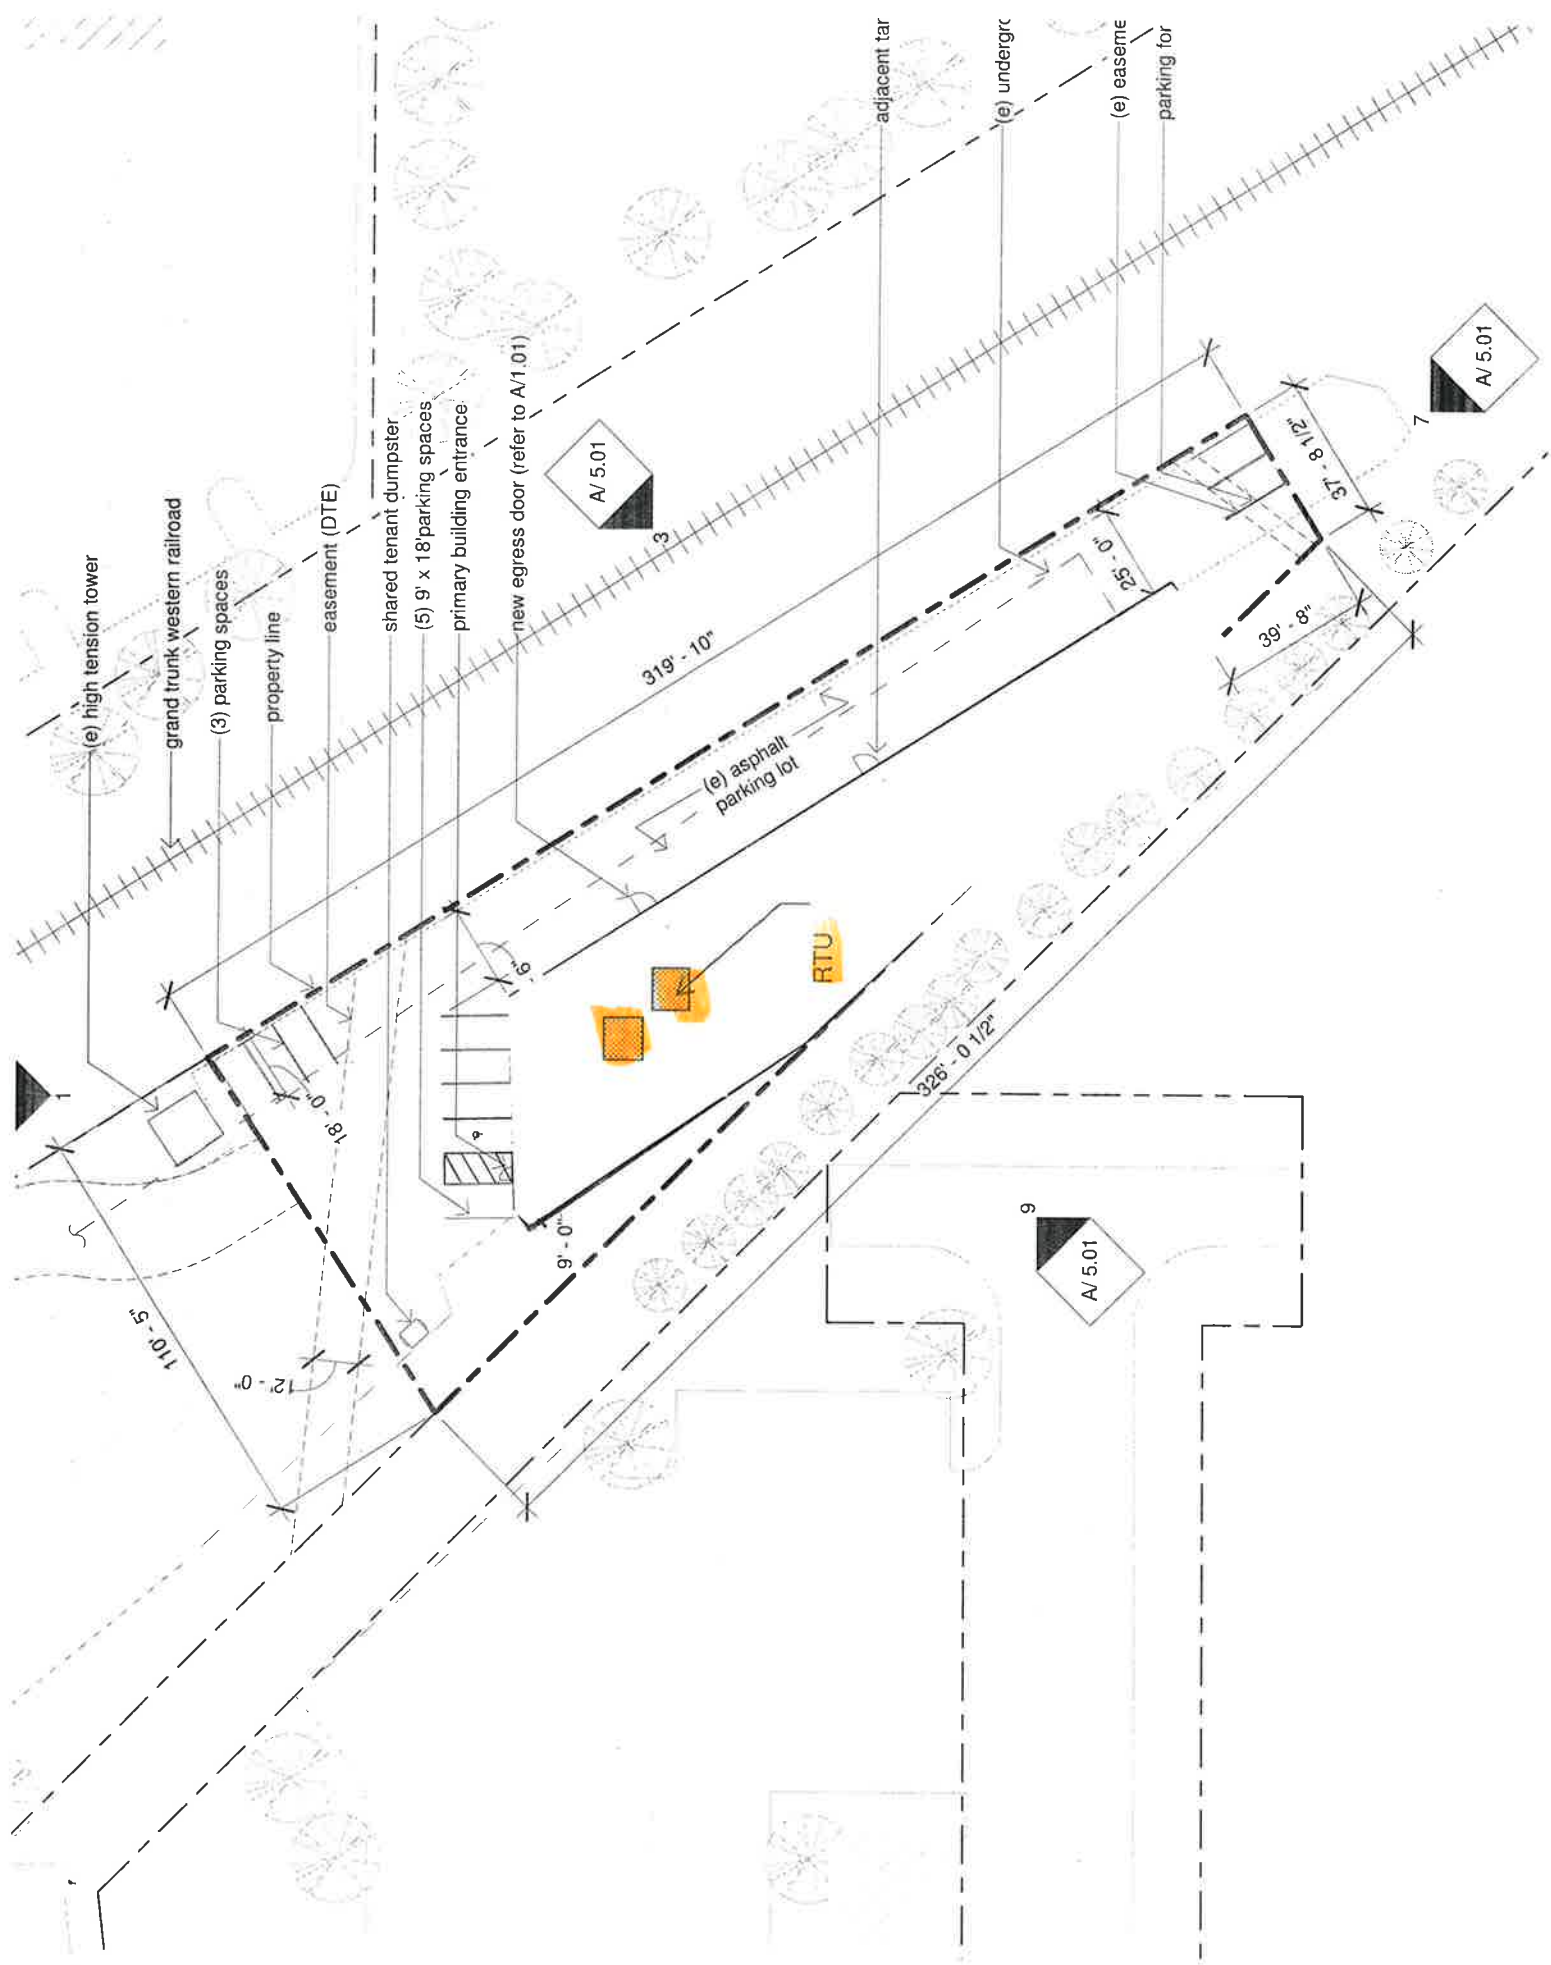 (e) high tension tower
grand trunk western railroad
(3) parking spaces
property line
easement (DTE)
shared tenant dumpster
(5) 9' x 18'parking spaces
primary building entrance
new egress door (refer to A/1.01)
adjacent tar
(e) undergrc
(e) easeme
parking for
A/ 5.01
3
A/ 5.01
7
1
319' - 10"
(e) asphalt
parking lot
25' - 0"
37' - 8 1/2"
39' - 8"
6"
18' - 0"
RTU
326' - 0 1/2"
9' - 0"
110' - 5"
12' - 0"
9
A/ 5.01